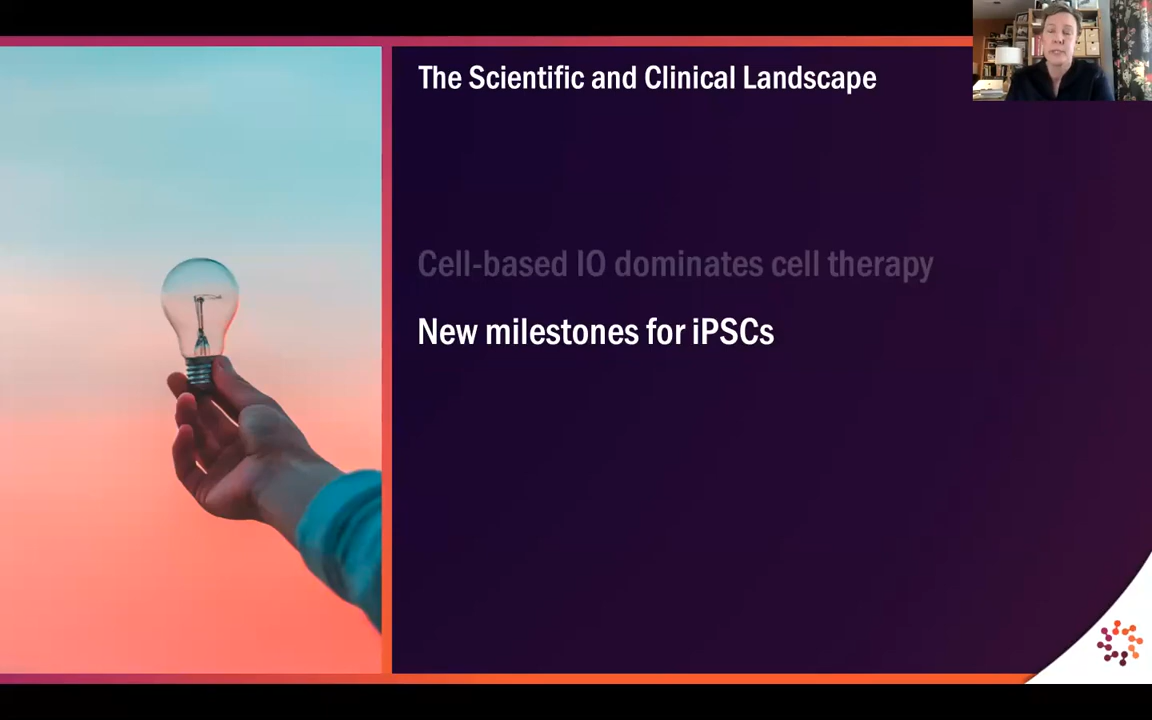 The Scientific and Clinical Landscape
Cell-based IO dominates cell therapy
New milestones for iPSCs